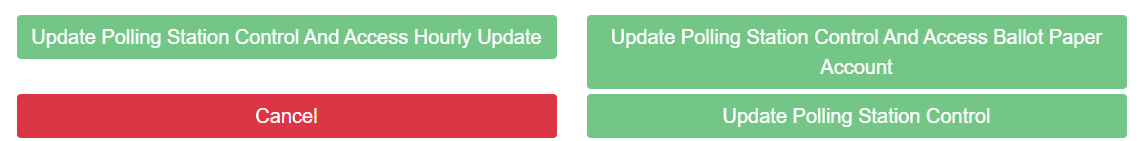 Update Polling Station Control And Access Hourly Update
Update Polling Station Control And Access Ballot Paper
Account
Cancel
Update Polling Station Control